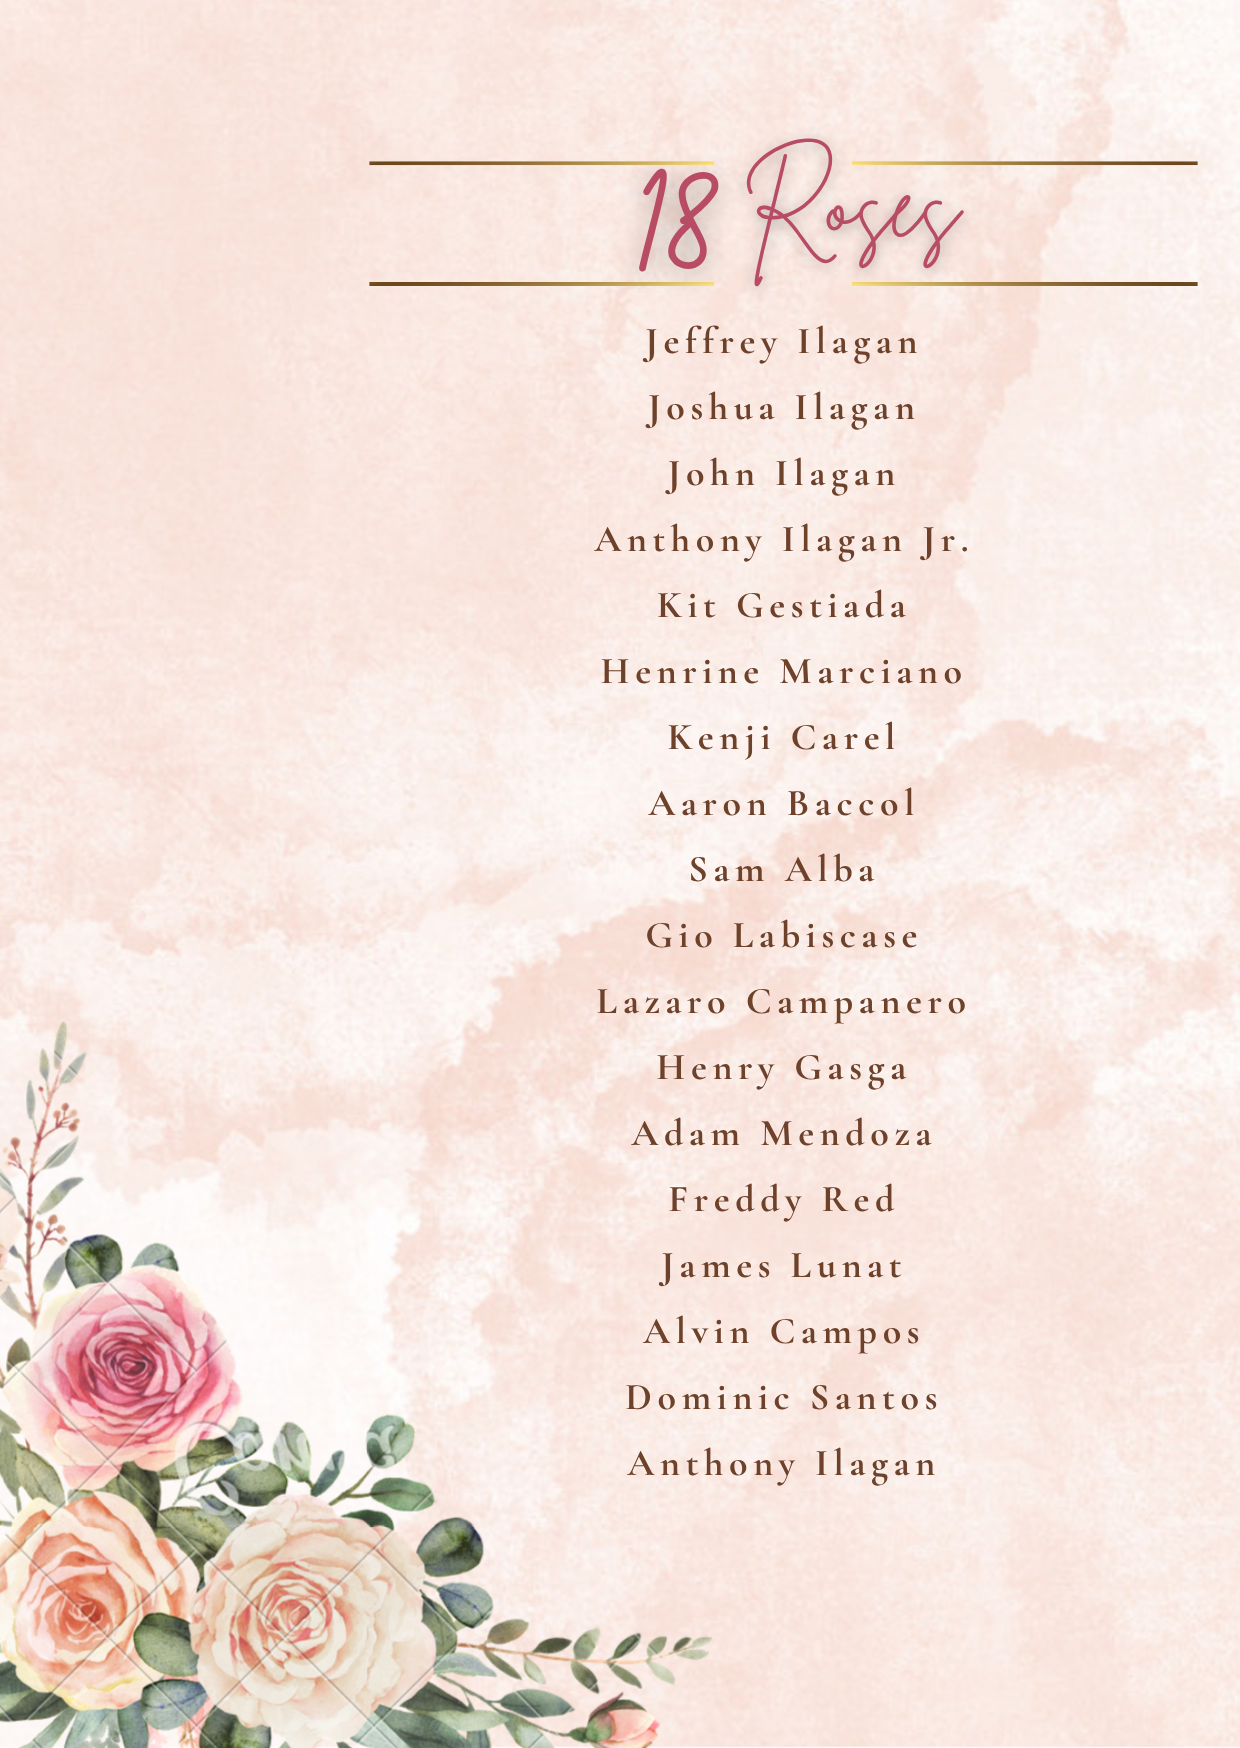 18 Roses
Jeffrey Ilagan
Joshua Ilagan
John Ilagan
Anthony Ilagan Jr.
Kit Gestiada
Henrine Marciano
Kenji Carel
Aaron Baccol
Sam Alba
Gio Labiscase
Lazaro Campanero
Henry Gasga
Adam Mendoza
Freddy Red
James Lunat
Alvin Campos
Dominic Santos
Anthony Ilagan